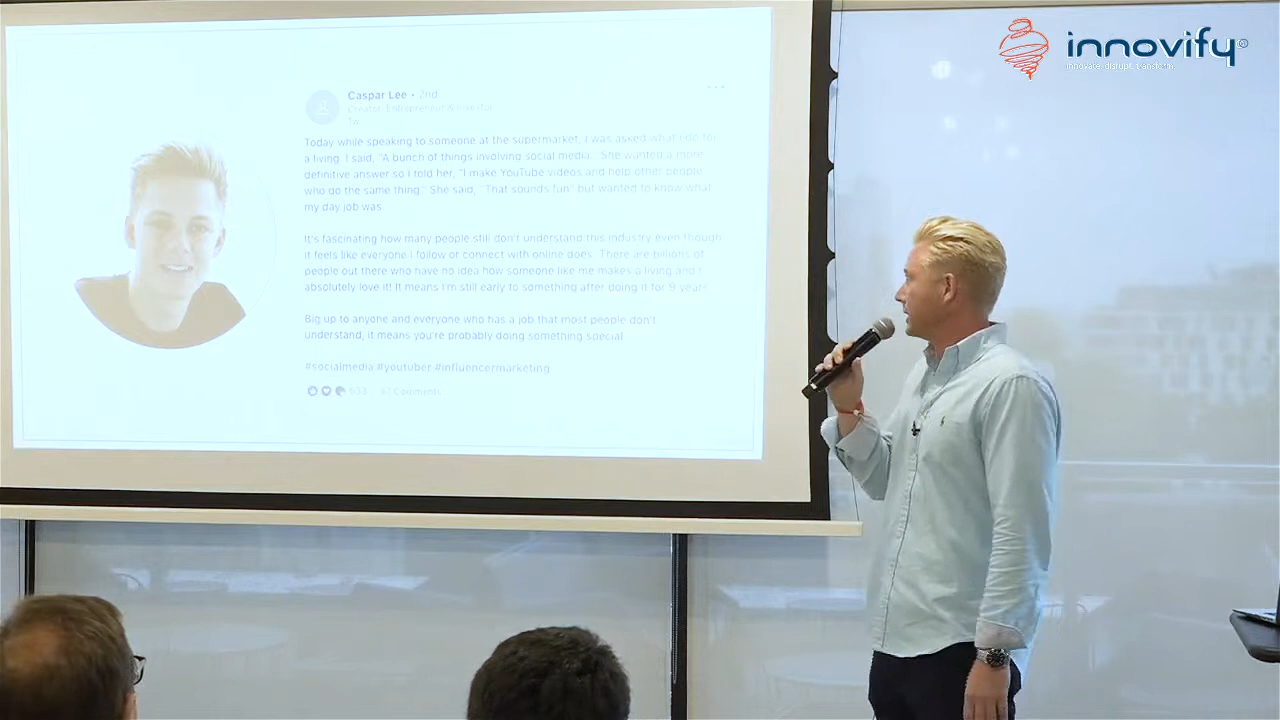 innovify
innovate. disrupt. transform.
Caspar Lee • 2nd
Creator, Entrepreneur & Investor
1w
Today while speaking to someone at the supermarket, I was asked what I do for
a living. I said, "A bunch of things involving social media." She wanted a more
definitive answer so I told her, "I make YouTube videos and help other people
who do the same thing." She said, "That sounds fun" but wanted to know what
my day job was.
It's fascinating how many people still don't understand this industry even though
it feels like everyone I follow or connect with online does. There are billions of
people out there who have no idea how someone like me makes a living and I
absolutely love it! It means I'm still early to something after doing it for 9 years.
Big up to anyone and everyone who has a job that most people don't
understand, it means you're probably doing something special.
#socialmedia #youtuber #influencermarketing
Comments